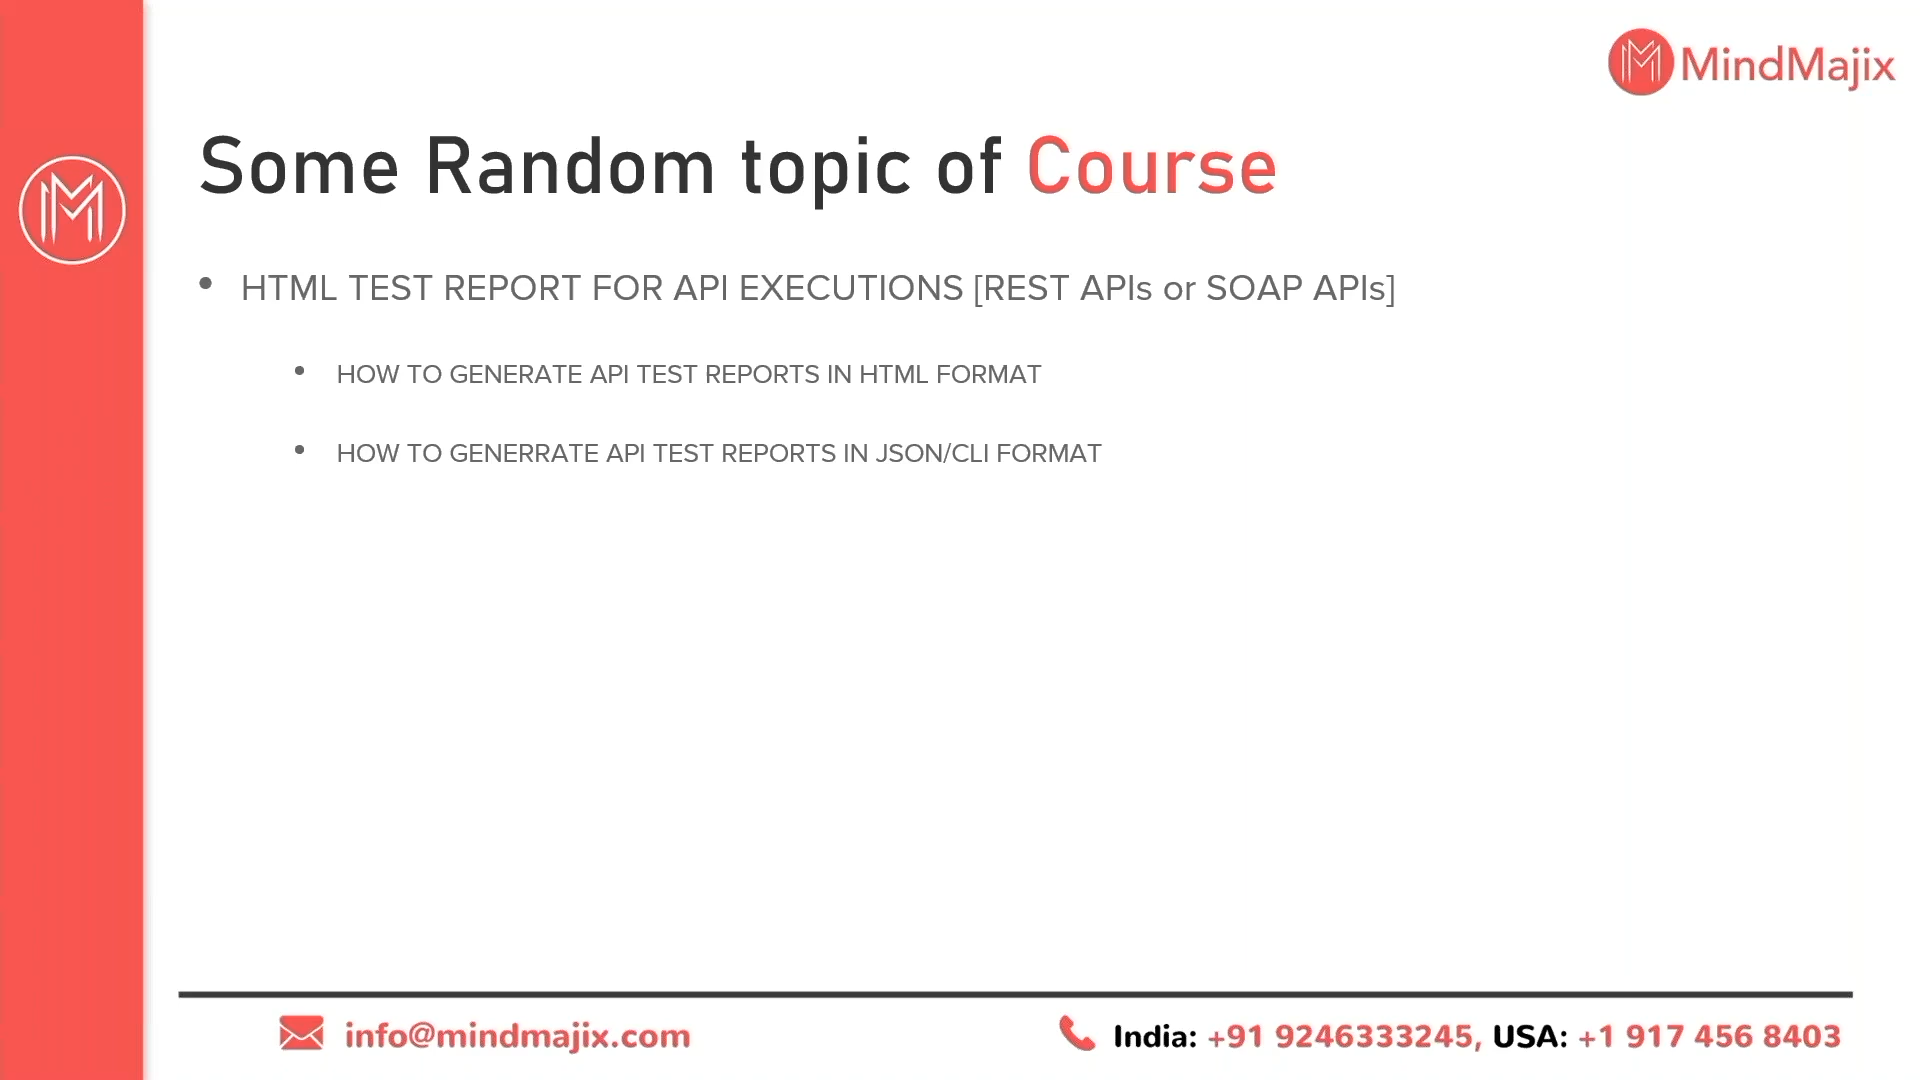 MindMajix
Some Random topic of Course
• HTML TEST REPORT FOR API EXECUTIONS [REST APIs or SOAP APIs]
• HOW TO GENERATE API TEST REPORTS IN HTML FORMAT
• HOW TO GENERRATE API TEST REPORTS IN JSON/CLI FORMAT
info@mindmajix.com
India: +91 9246333245, USA: +1 917 456 8403